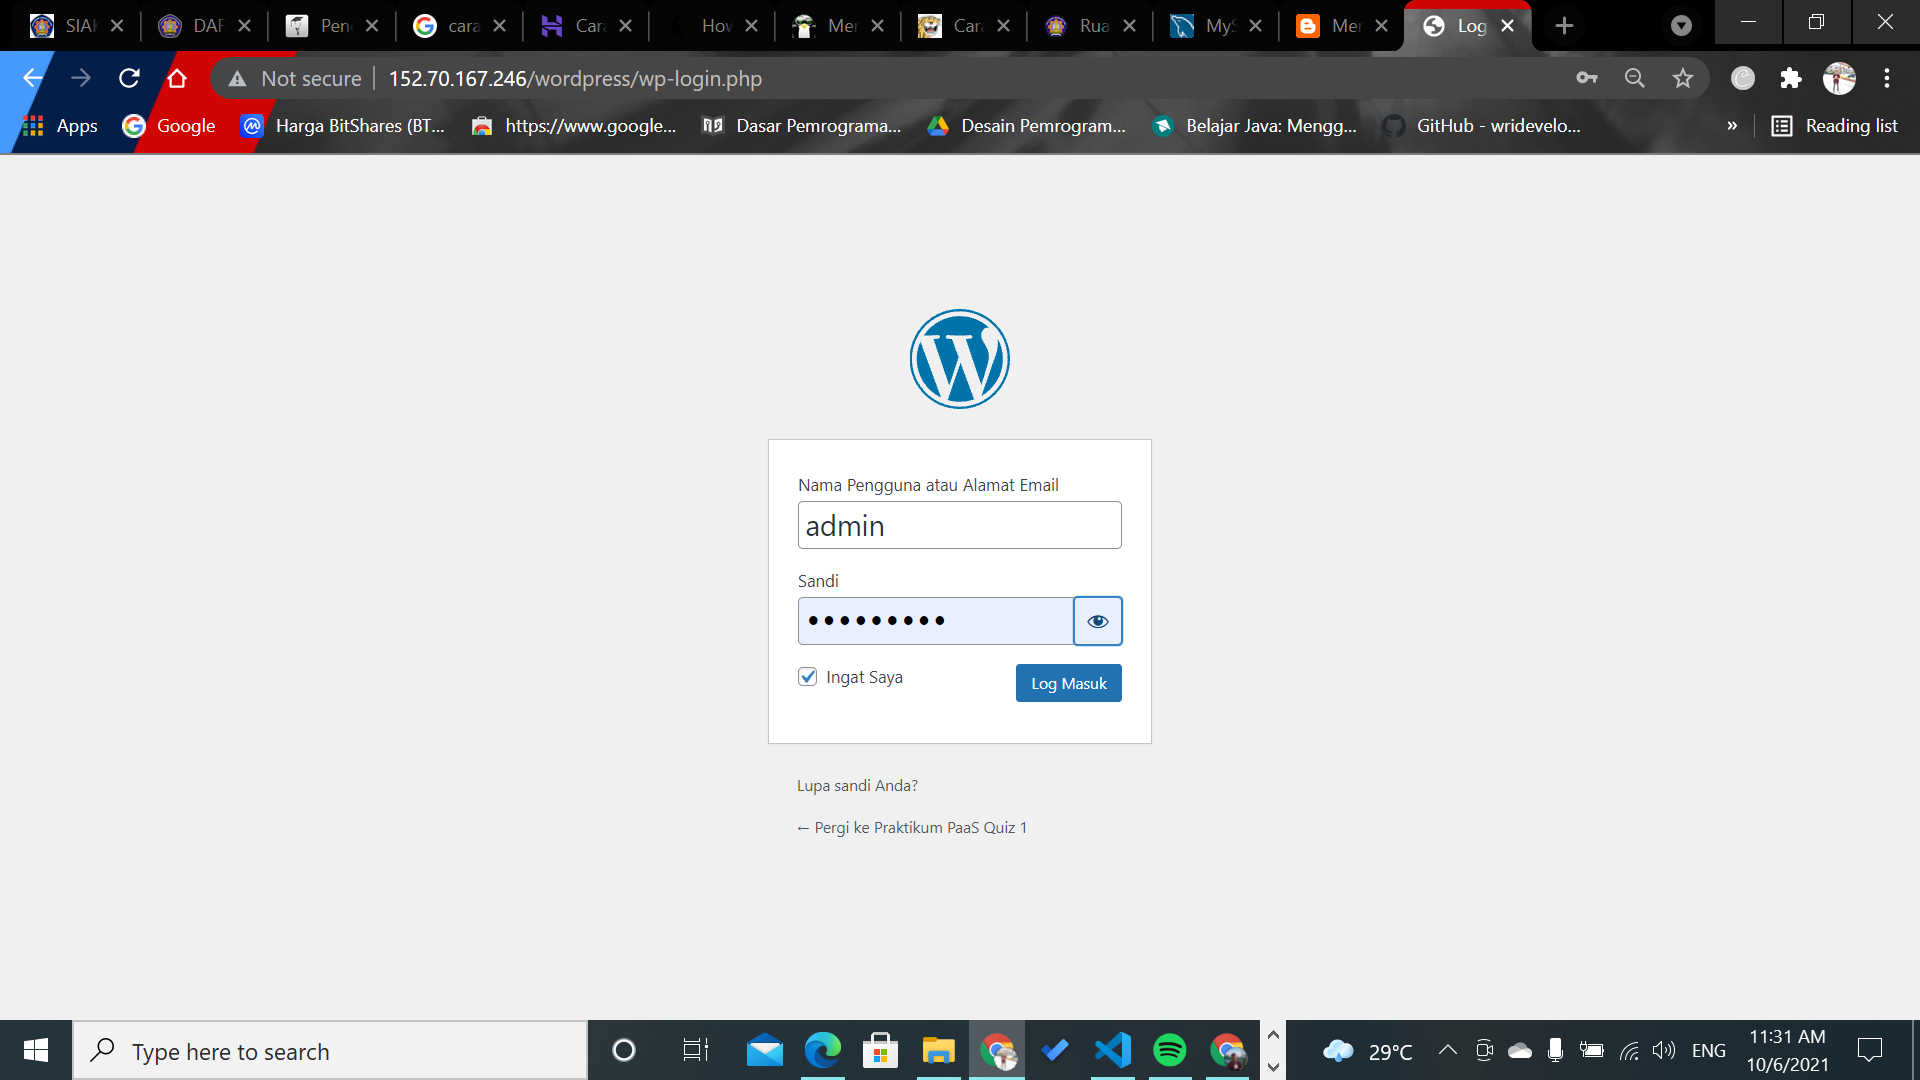 SIAK
DAF
Peng
cara
Cara
How
Mer
Cara
Rua
MyS
Mer
Log
Not secure
152.70.167.246/wordpress/wp-login.php
Apps
Google
Harga BitShares (BT...
https://www.google...
Dasar Pemrograma...
Desain Pemrogram...
Belajar Java: Mengg...
GitHub - wridevelo...
»
Reading list
Nama Pengguna atau Alamat Email
admin
Sandi
•••••••••
Ingat Saya
Log Masuk
Lupa sandi Anda?
← Pergi ke Praktikum PaaS Quiz 1
Type here to search
29°C
ENG
11:31 AM
10/6/2021